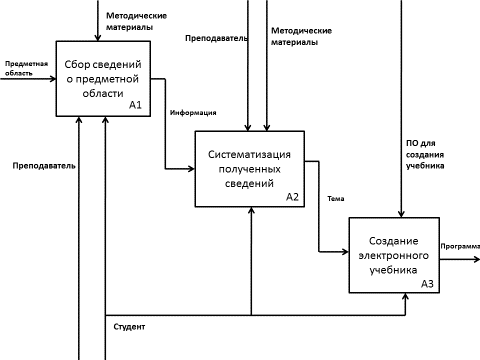 Методические
материалы
Преподаватель
Методические
материалы
Предметная
область
Сбор сведений
о предметной
области
A1
Информация
Преподаватель
Систематизация
полученных
сведений
A2
ПО для
создания
учебника
Тема
Создание
электронного
учебника
A3
Программа
Студент